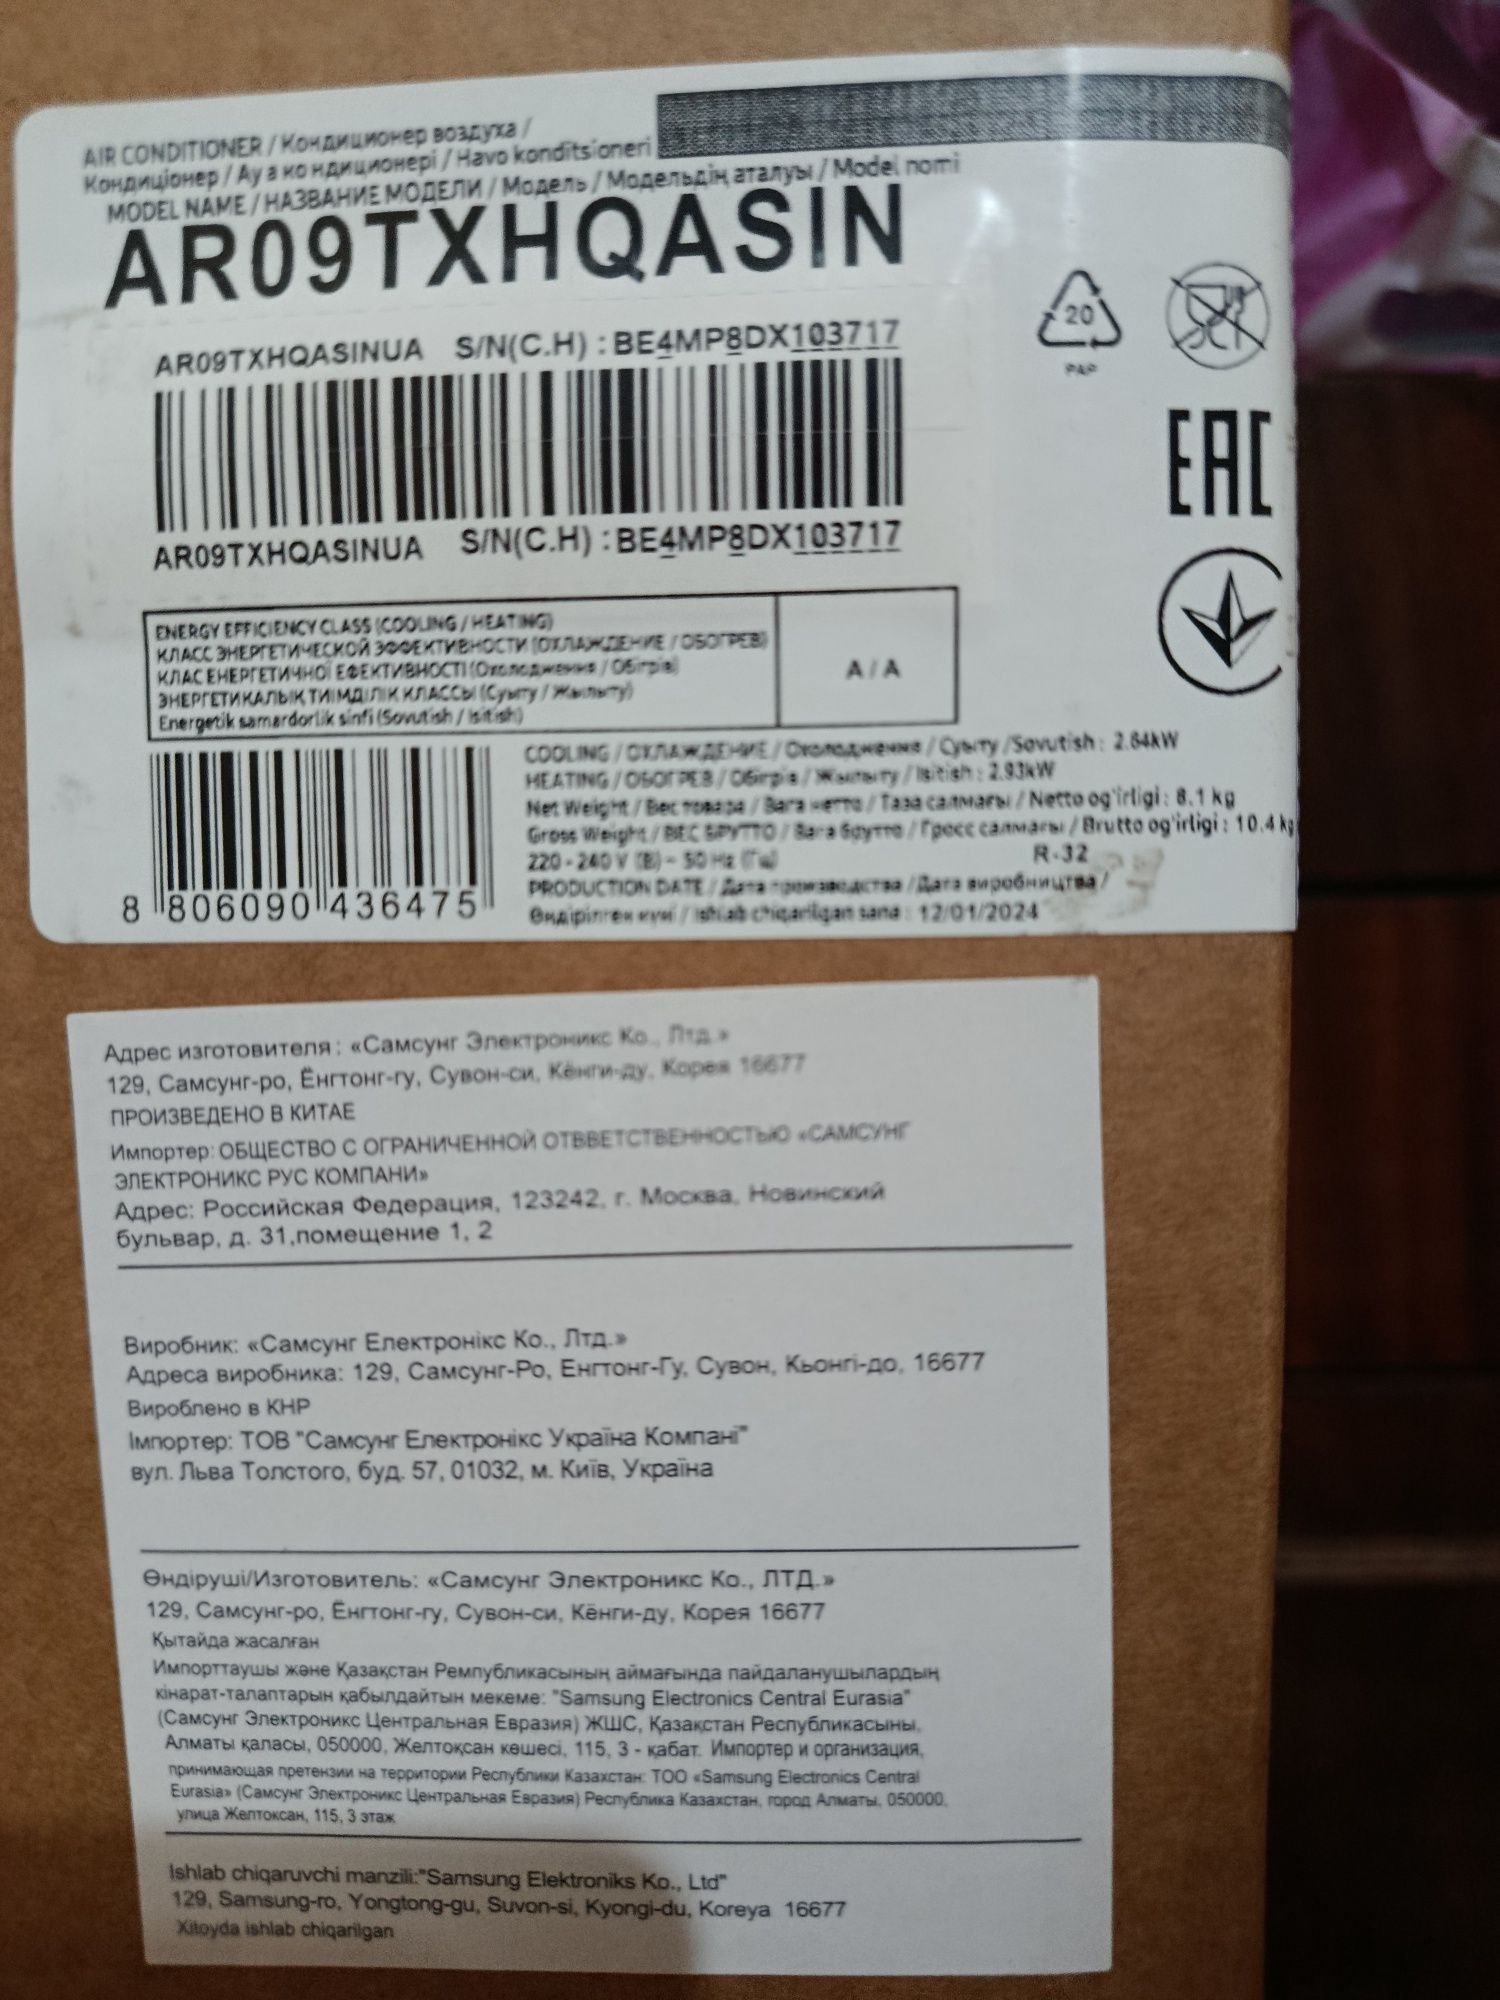 AIR CONDITIONER / Кондиционер воздуха /
Кондиціонер / Ауа кондиционері / Havo konditsioneri
MODEL NAME / НАЗВАНИЕ МОДЕЛИ / Модель / Модельдің аталуы / Model nomi
AR09TXHQASIN
AR09TXHQASINUA S/N(C.H) : BE4MP8DX103717
20
PAP
EAC
AR09TXHQASINUA S/N(C.H) : BE4MP8DX103717
ENERGY EFFICIENCY CLASS (COOLING / HEATING)
КЛАСС ЭНЕРГЕТИЧЕСКОЙ ЭФФЕКТИВНОСТИ (ОХЛАЖДЕНИЕ / ОБОГРЕВ)
КЛАС ЕНЕРГЕТИЧНОЇ ЕФЕКТИВНОСТІ (Охолодження / Обігрів)
ЭНЕРГЕТИКАЛЫҚ ТИІМДІЛІК КЛАССЫ (Суыту / Жылыту)
Energetik samardorlik sinfi (Sovutish / Isitish)
A / A
COOLING / ОХЛАЖДЕНИЕ / Охолодження / Суыту /Sovutish : 2.64kW
HEATING / ОБОГРЕВ / Обігрів / Жылыту / Isitish : 2.93kW
Net Weight / Вес товара / Вага нетто / Таза салмағы / Netto og'irligi : 8.1 kg
Gross Weight / ВЕС БРУТТО / Вага брутто / Гросс салмағы / Brutto og'irligi : 10.4 kg
220 - 240 V (В) ~ 50 Hz (Гц) R-32
PRODUCTION DATE / Дата производства /Дата виробництва/
Өндірілген күні / Ishlab chiqarilgan sana : 12/01/2024
8 806090 436475
Адрес изготовителя : «Самсунг Электроникс Ко., Лтд.»
129, Самсунг-ро, Ёнгтонг-гу, Сувон-си, Кёнги-ду, Корея 16677
ПРОИЗВЕДЕНО В КИТАЕ
Импортер: ОБЩЕСТВО С ОГРАНИЧЕННОЙ ОТВВЕТСТВЕННОСТЬЮ «САМСУНГ
ЭЛЕКТРОНИКС РУС КОМПАНИ»
Адрес: Российская Федерация, 123242, г. Москва, Новинский
бульвар, д. 31,помещение 1, 2
Виробник: «Самсунг Електронікс Ко., Лтд.»
Адреса виробника: 129, Самсунг-Ро, Енгтонг-Гу, Сувон, Кьонгі-до, 16677
Вироблено в КНР
Імпортер: ТОВ "Самсунг Електронікс Україна Компані"
вул. Льва Толстого, буд. 57, 01032, м. Київ, Україна
Өндіруші/Изготовитель: «Самсунг Электроникс Ко., ЛТД.»
129, Самсунг-ро, Ёнгтонг-гу, Сувон-си, Кёнги-ду, Корея 16677
Қытайда жасалған
Импорттаушы және Қазақстан Ремпубликасының аймағында пайдаланушылардың
кінарат-талаптарын қабылдайтын мекеме: "Samsung Electronics Central Eurasia"
(Самсунг Электроникс Центральная Евразия) ЖШС, Қазақстан Республикасыны,
Алматы қаласы, 050000, Желтоқсан көшесі, 115, 3 - қабат. Импортер и организация,
принимающая претензии на территории Республики Казахстан: ТОО «Samsung Electronics Central
Eurasia» (Самсунг Электроникс Центральная Евразия) Республика Казахстан, город Алматы, 050000,
улица Желтоксан, 115, 3 этаж
Ishlab chiqaruvchi manzili:"Samsung Elektroniks Ko., Ltd"
129, Samsung-ro, Yongtong-gu, Suvon-si, Kyongi-du, Koreya 16677
Xitoyda ishlab chiqarilgan